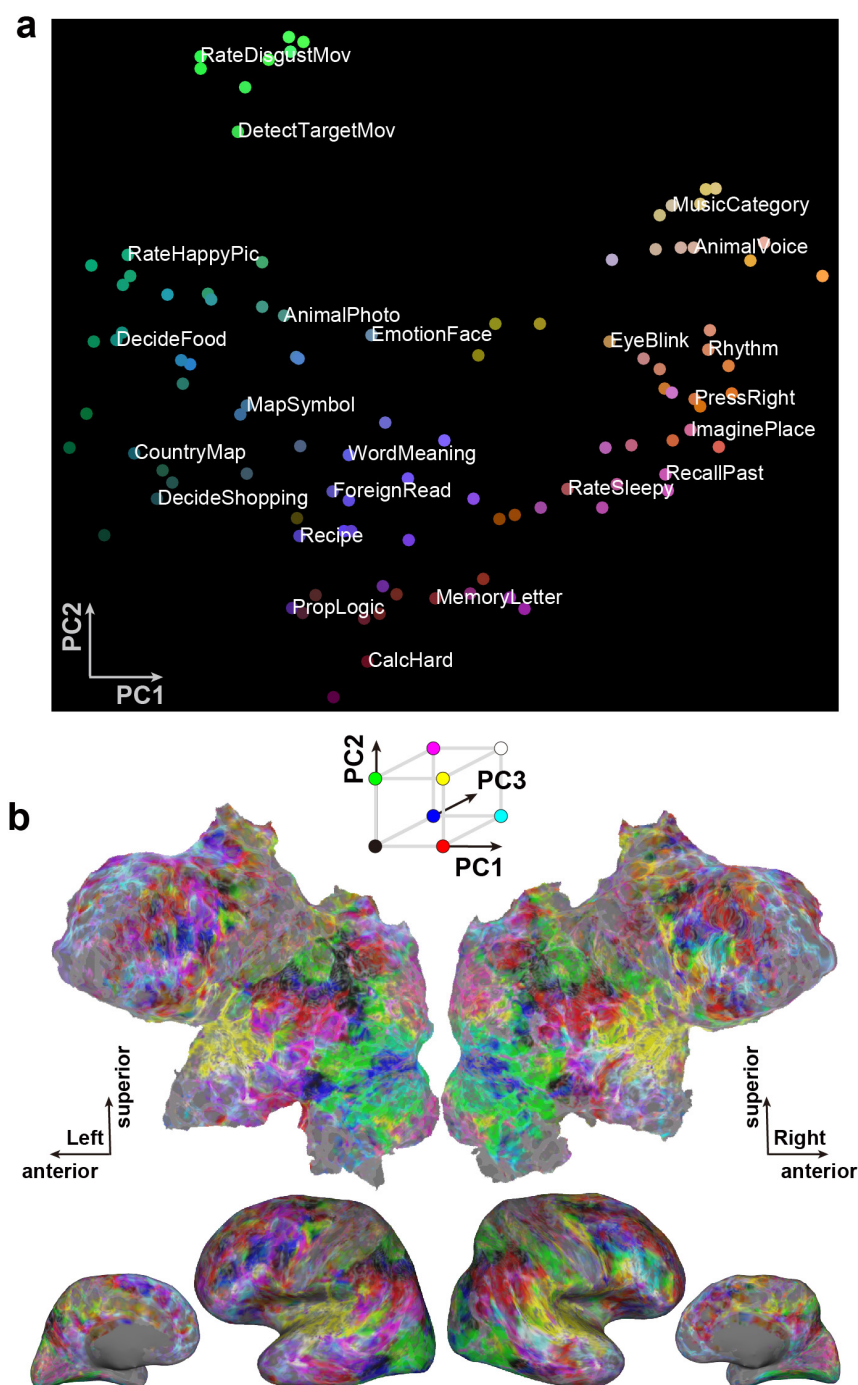 a
RateDisgustMov
DetectTargetMov
MusicCategory
AnimalVoice
RateHappyPic
AnimalPhoto
EmotionFace
DecideFood
EyeBlink
Rhythm
PressRight
MapSymbol
ImaginePlace
CountryMap
WordMeaning
RecallPast
DecideShopping
ForeignRead
RateSleepy
Recipe
MemoryLetter
PropLogic
CalcHard
PC2
PC1
b
PC2
PC3
PC1
superior
Left
anterior
superior
Right
anterior